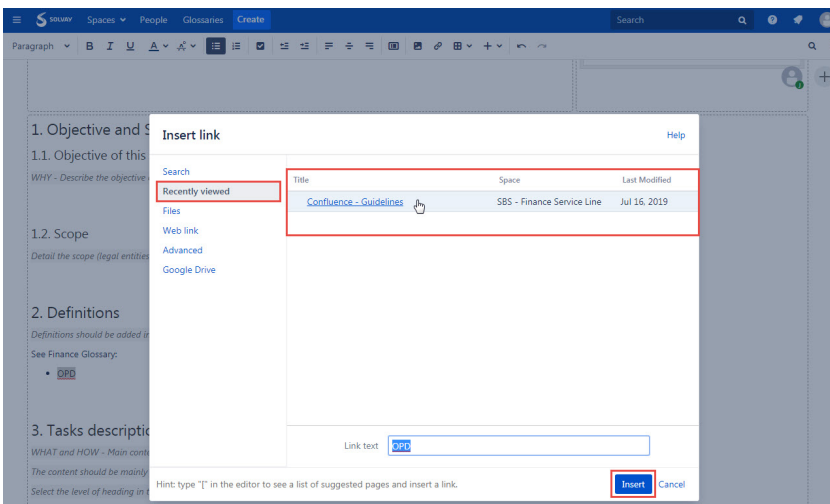 SOLVAY Spaces People Glossaries Create Search
Paragraph B I U A
1. Objective and S
1.1. Objective of this
WHY - Describe the objective
1.2. Scope
Detail the scope (legal entities
2. Definitions
Definitions should be added in
See Finance Glossary:
• OPD
3. Tasks descriptio
WHAT and HOW - Main conte
The content should be mainly
Select the level of heading in t
Insert link Help
Search
Recently viewed
Files
Web link
Advanced
Google Drive
Title Space Last Modified
Confluence - Guidelines SBS - Finance Service Line Jul 16, 2019
Link text OPD
Hint: type "[" in the editor to see a list of suggested pages and insert a link. Insert Cancel